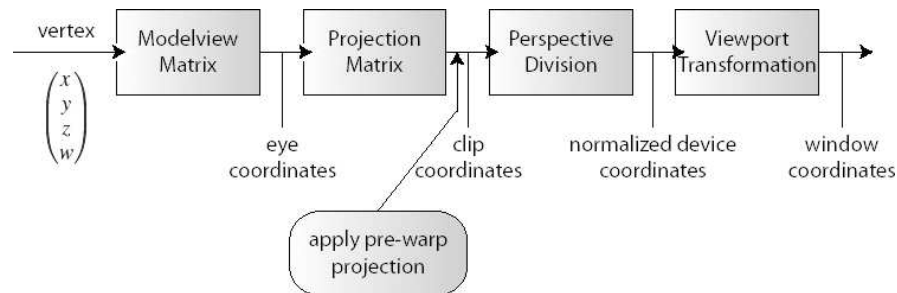 vertex
x
y
z
w
Modelview
Matrix
Projection
Matrix
Perspective
Division
Viewport
Transformation
eye
coordinates
clip
coordinates
normalized device
coordinates
window
coordinates
apply pre-warp
projection